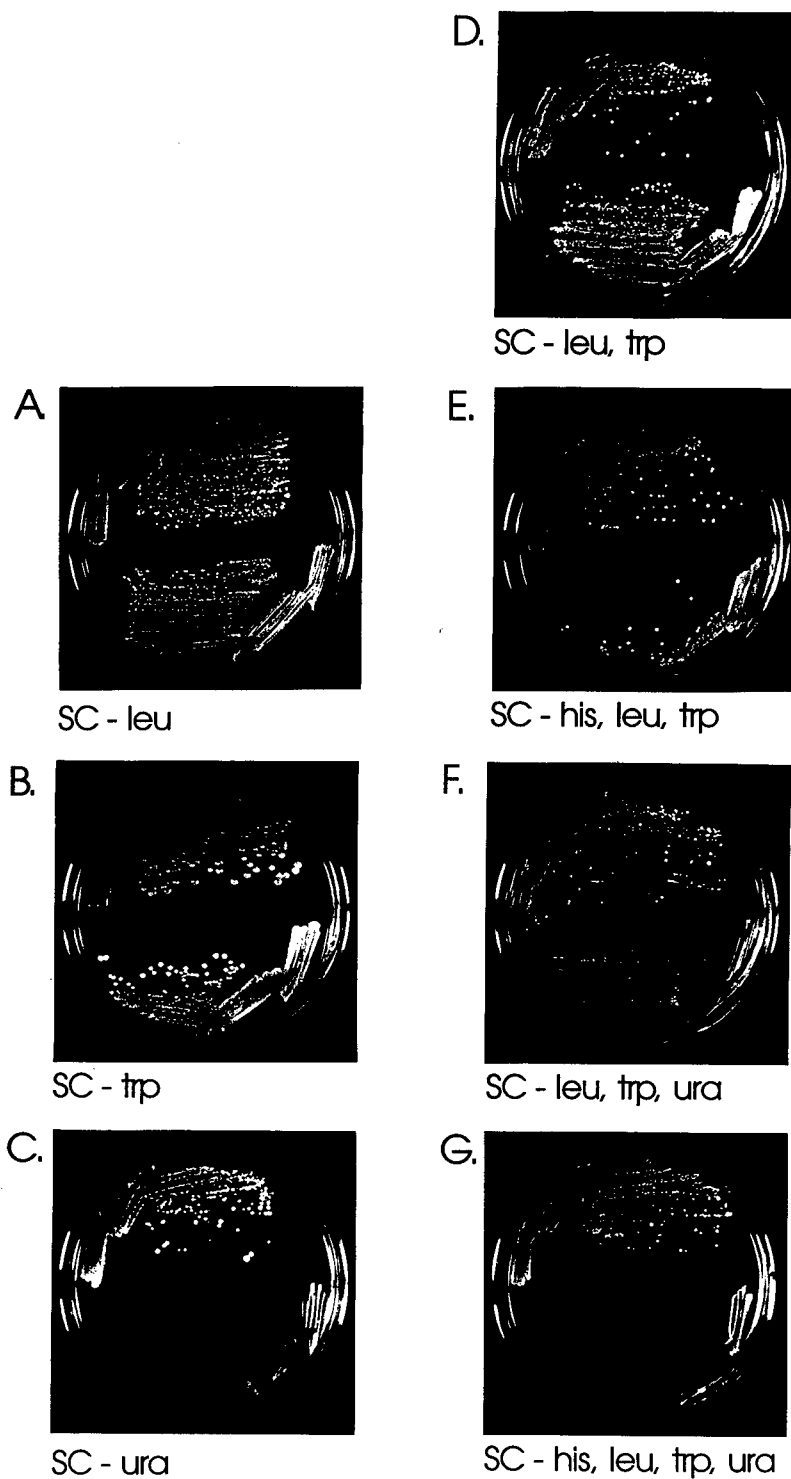 D.
SC - leu, trp
A.
SC - leu
E.
SC - his, leu, trp
B.
SC - trp
F.
SC - leu, trp, ura
C.
SC - ura
G.
SC - his, leu, trp, ura